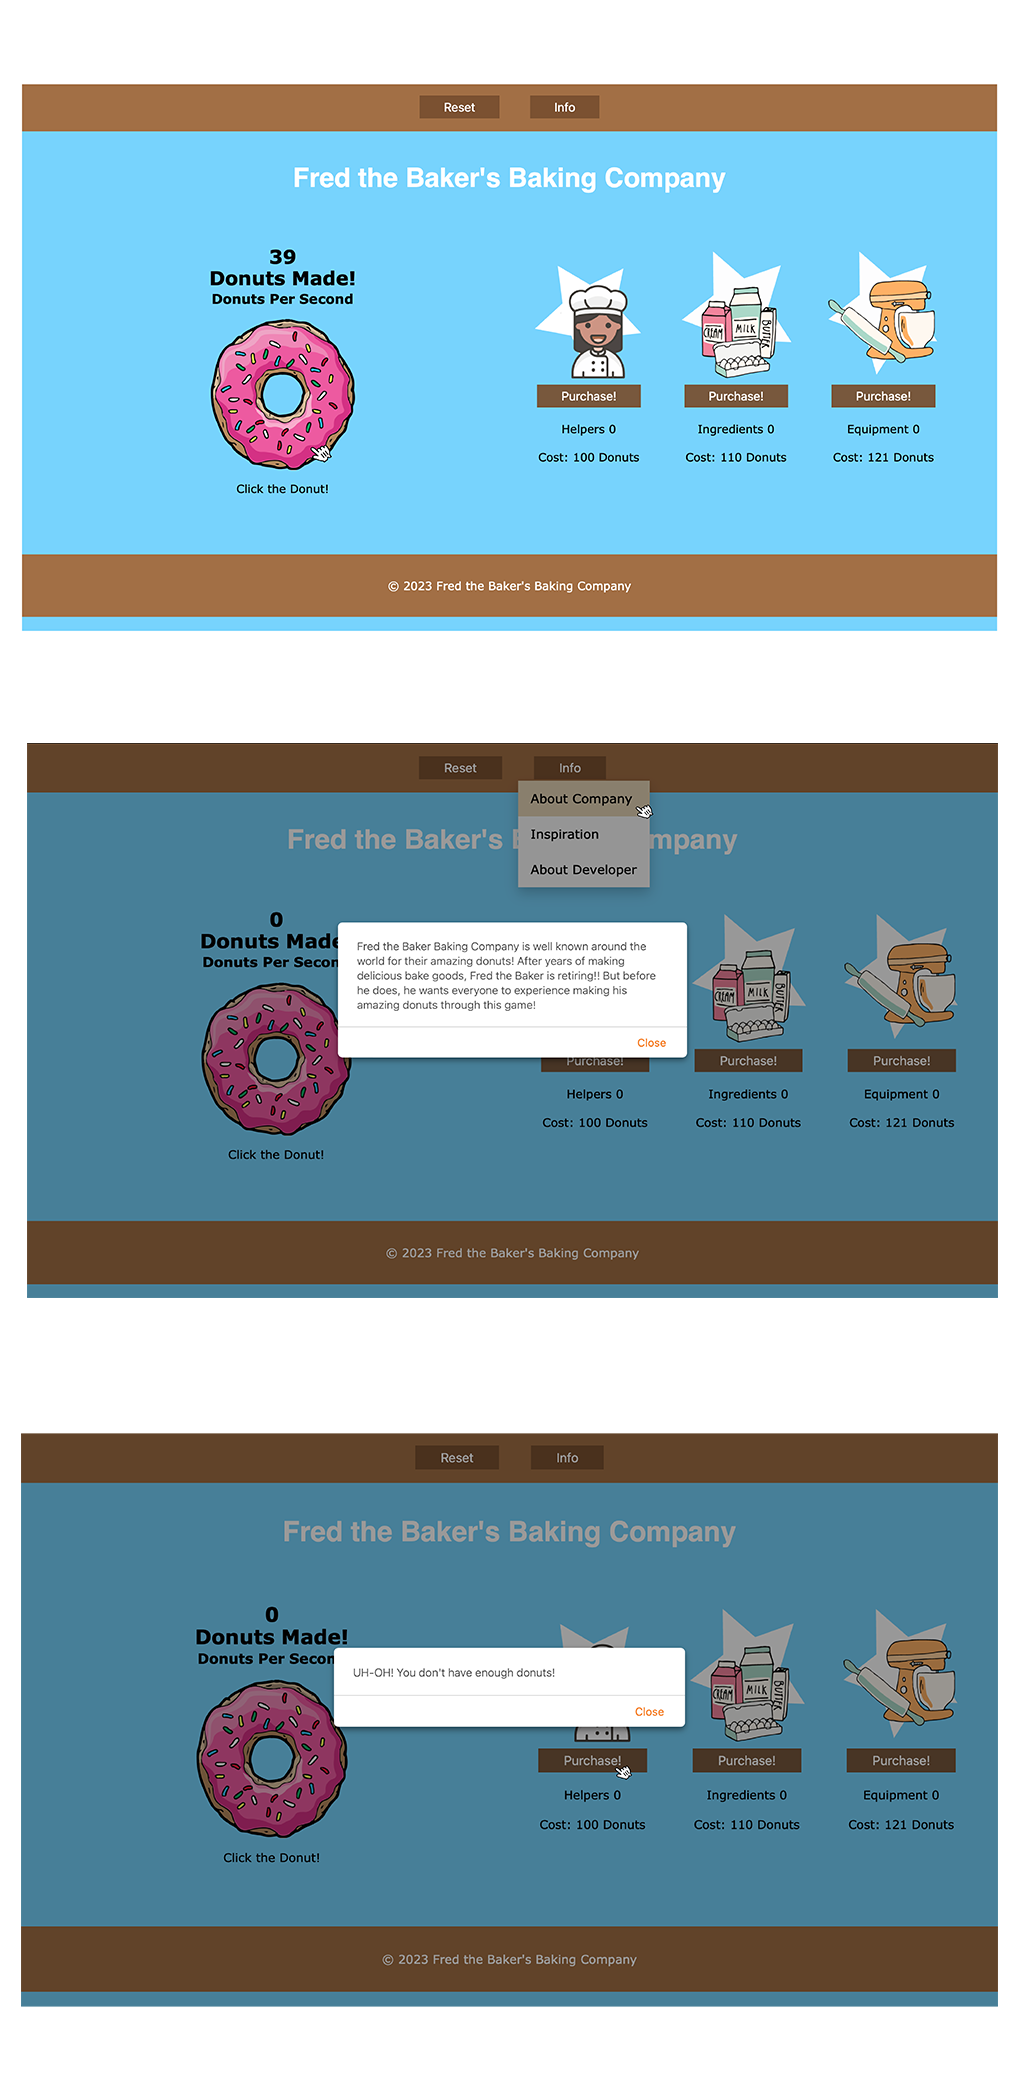 Reset Info
Fred the Baker's Baking Company
39
Donuts Made!
Donuts Per Second
Click the Donut!
CREAM MILK BUTTER
Purchase! Purchase! Purchase!
Helpers 0 Ingredients 0 Equipment 0
Cost: 100 Donuts Cost: 110 Donuts Cost: 121 Donuts
© 2023 Fred the Baker's Baking Company
Reset Info
About Company
Inspiration
About Developer
Fred the Baker's mpany
0
Donuts Made
Donuts Per Secon
Click the Donut!
Fred the Baker Baking Company is well known around the
world for their amazing donuts! After years of making
delicious bake goods, Fred the Baker is retiring!! But before
he does, he wants everyone to experience making his
amazing donuts through this game!
Close
CREAM MILK BUTTER
Purchase! Purchase! Purchase!
Helpers 0 Ingredients 0 Equipment 0
Cost: 100 Donuts Cost: 110 Donuts Cost: 121 Donuts
© 2023 Fred the Baker's Baking Company
Reset Info
Fred the Baker's Baking Company
0
Donuts Made!
Donuts Per Secon
Click the Donut!
UH-OH! You don't have enough donuts!
Close
CREAM MILK BUTTER
Purchase! Purchase! Purchase!
Helpers 0 Ingredients 0 Equipment 0
Cost: 100 Donuts Cost: 110 Donuts Cost: 121 Donuts
© 2023 Fred the Baker's Baking Company